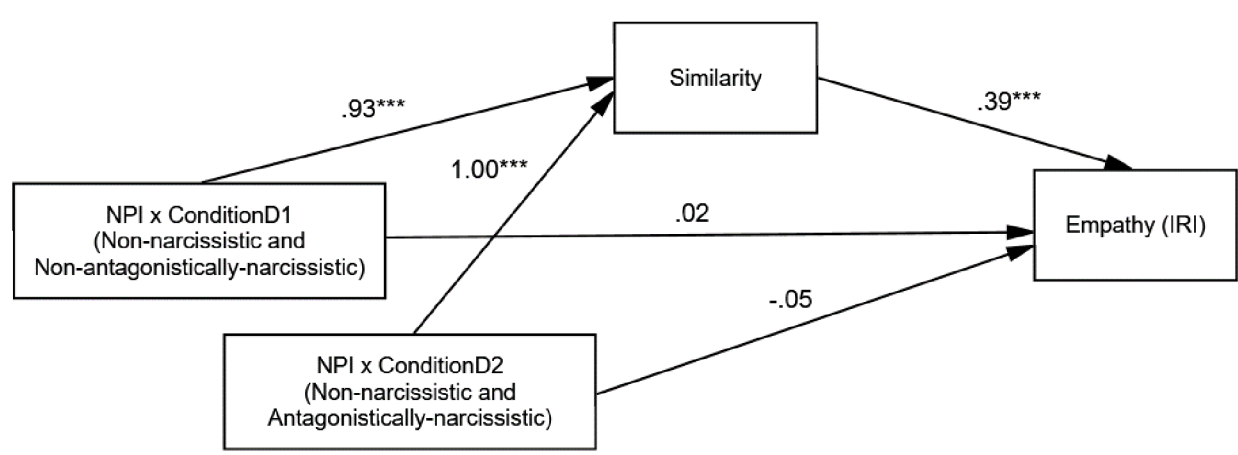 Similarity
.93***
.39***
1.00***
NPI x ConditionD1
(Non-narcissistic and
Non-antagonistically-narcissistic)
.02
Empathy (IRI)
-.05
NPI x ConditionD2
(Non-narcissistic and
Antagonistically-narcissistic)